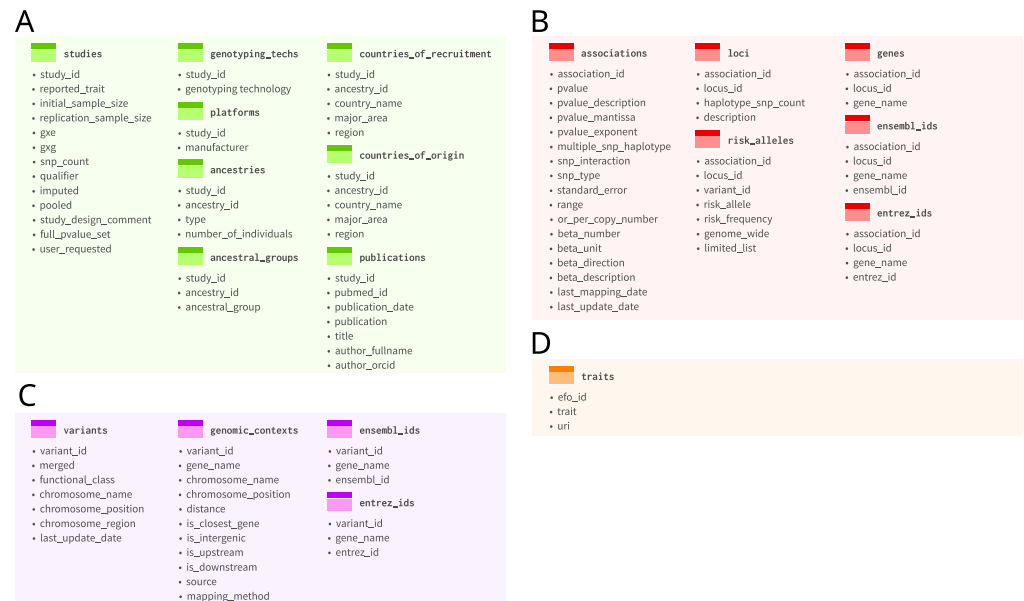 A
studies
• study_id
• reported_trait
• initial_sample_size
• replication_sample_size
• gxe
• gxg
• snp_count
• qualifier
• imputed
• pooled
• study_design_comment
• full_pvalue_set
• user_requested
genotyping_techs
• study_id
• genotyping technology
platforms
• study_id
• manufacturer
ancestries
• study_id
• ancestry_id
• type
• number_of_individuals
ancestral_groups
• study_id
• ancestry_id
• ancestral_group
countries_of_recruitment
• study_id
• ancestry_id
• country_name
• major_area
• region
countries_of_origin
• study_id
• ancestry_id
• country_name
• major_area
• region
publications
• study_id
• pubmed_id
• publication_date
• publication
• title
• author_fullname
• author_orcid
B
associations
• association_id
• pvalue
• pvalue_description
• pvalue_mantissa
• pvalue_exponent
• multiple_snp_haplotype
• snp_interaction
• snp_type
• standard_error
• range
• or_per_copy_number
• beta_number
• beta_unit
• beta_direction
• beta_description
• last_mapping_date
• last_update_date
loci
• association_id
• locus_id
• haplotype_snp_count
• description
risk_alleles
• association_id
• locus_id
• variant_id
• risk_allele
• risk_frequency
• genome_wide
• limited_list
genes
• association_id
• locus_id
• gene_name
ensembl_ids
• association_id
• locus_id
• gene_name
• ensembl_id
entrez_ids
• association_id
• locus_id
• gene_name
• entrez_id
C
variants
• variant_id
• merged
• functional_class
• chromosome_name
• chromosome_position
• chromosome_region
• last_update_date
genomic_contexts
• variant_id
• gene_name
• chromosome_name
• chromosome_position
• distance
• is_closest_gene
• is_intergenic
• is_upstream
• is_downstream
• source
• mapping_method
ensembl_ids
• variant_id
• gene_name
• ensembl_id
entrez_ids
• variant_id
• gene_name
• entrez_id
D
traits
• efo_id
• trait
• uri